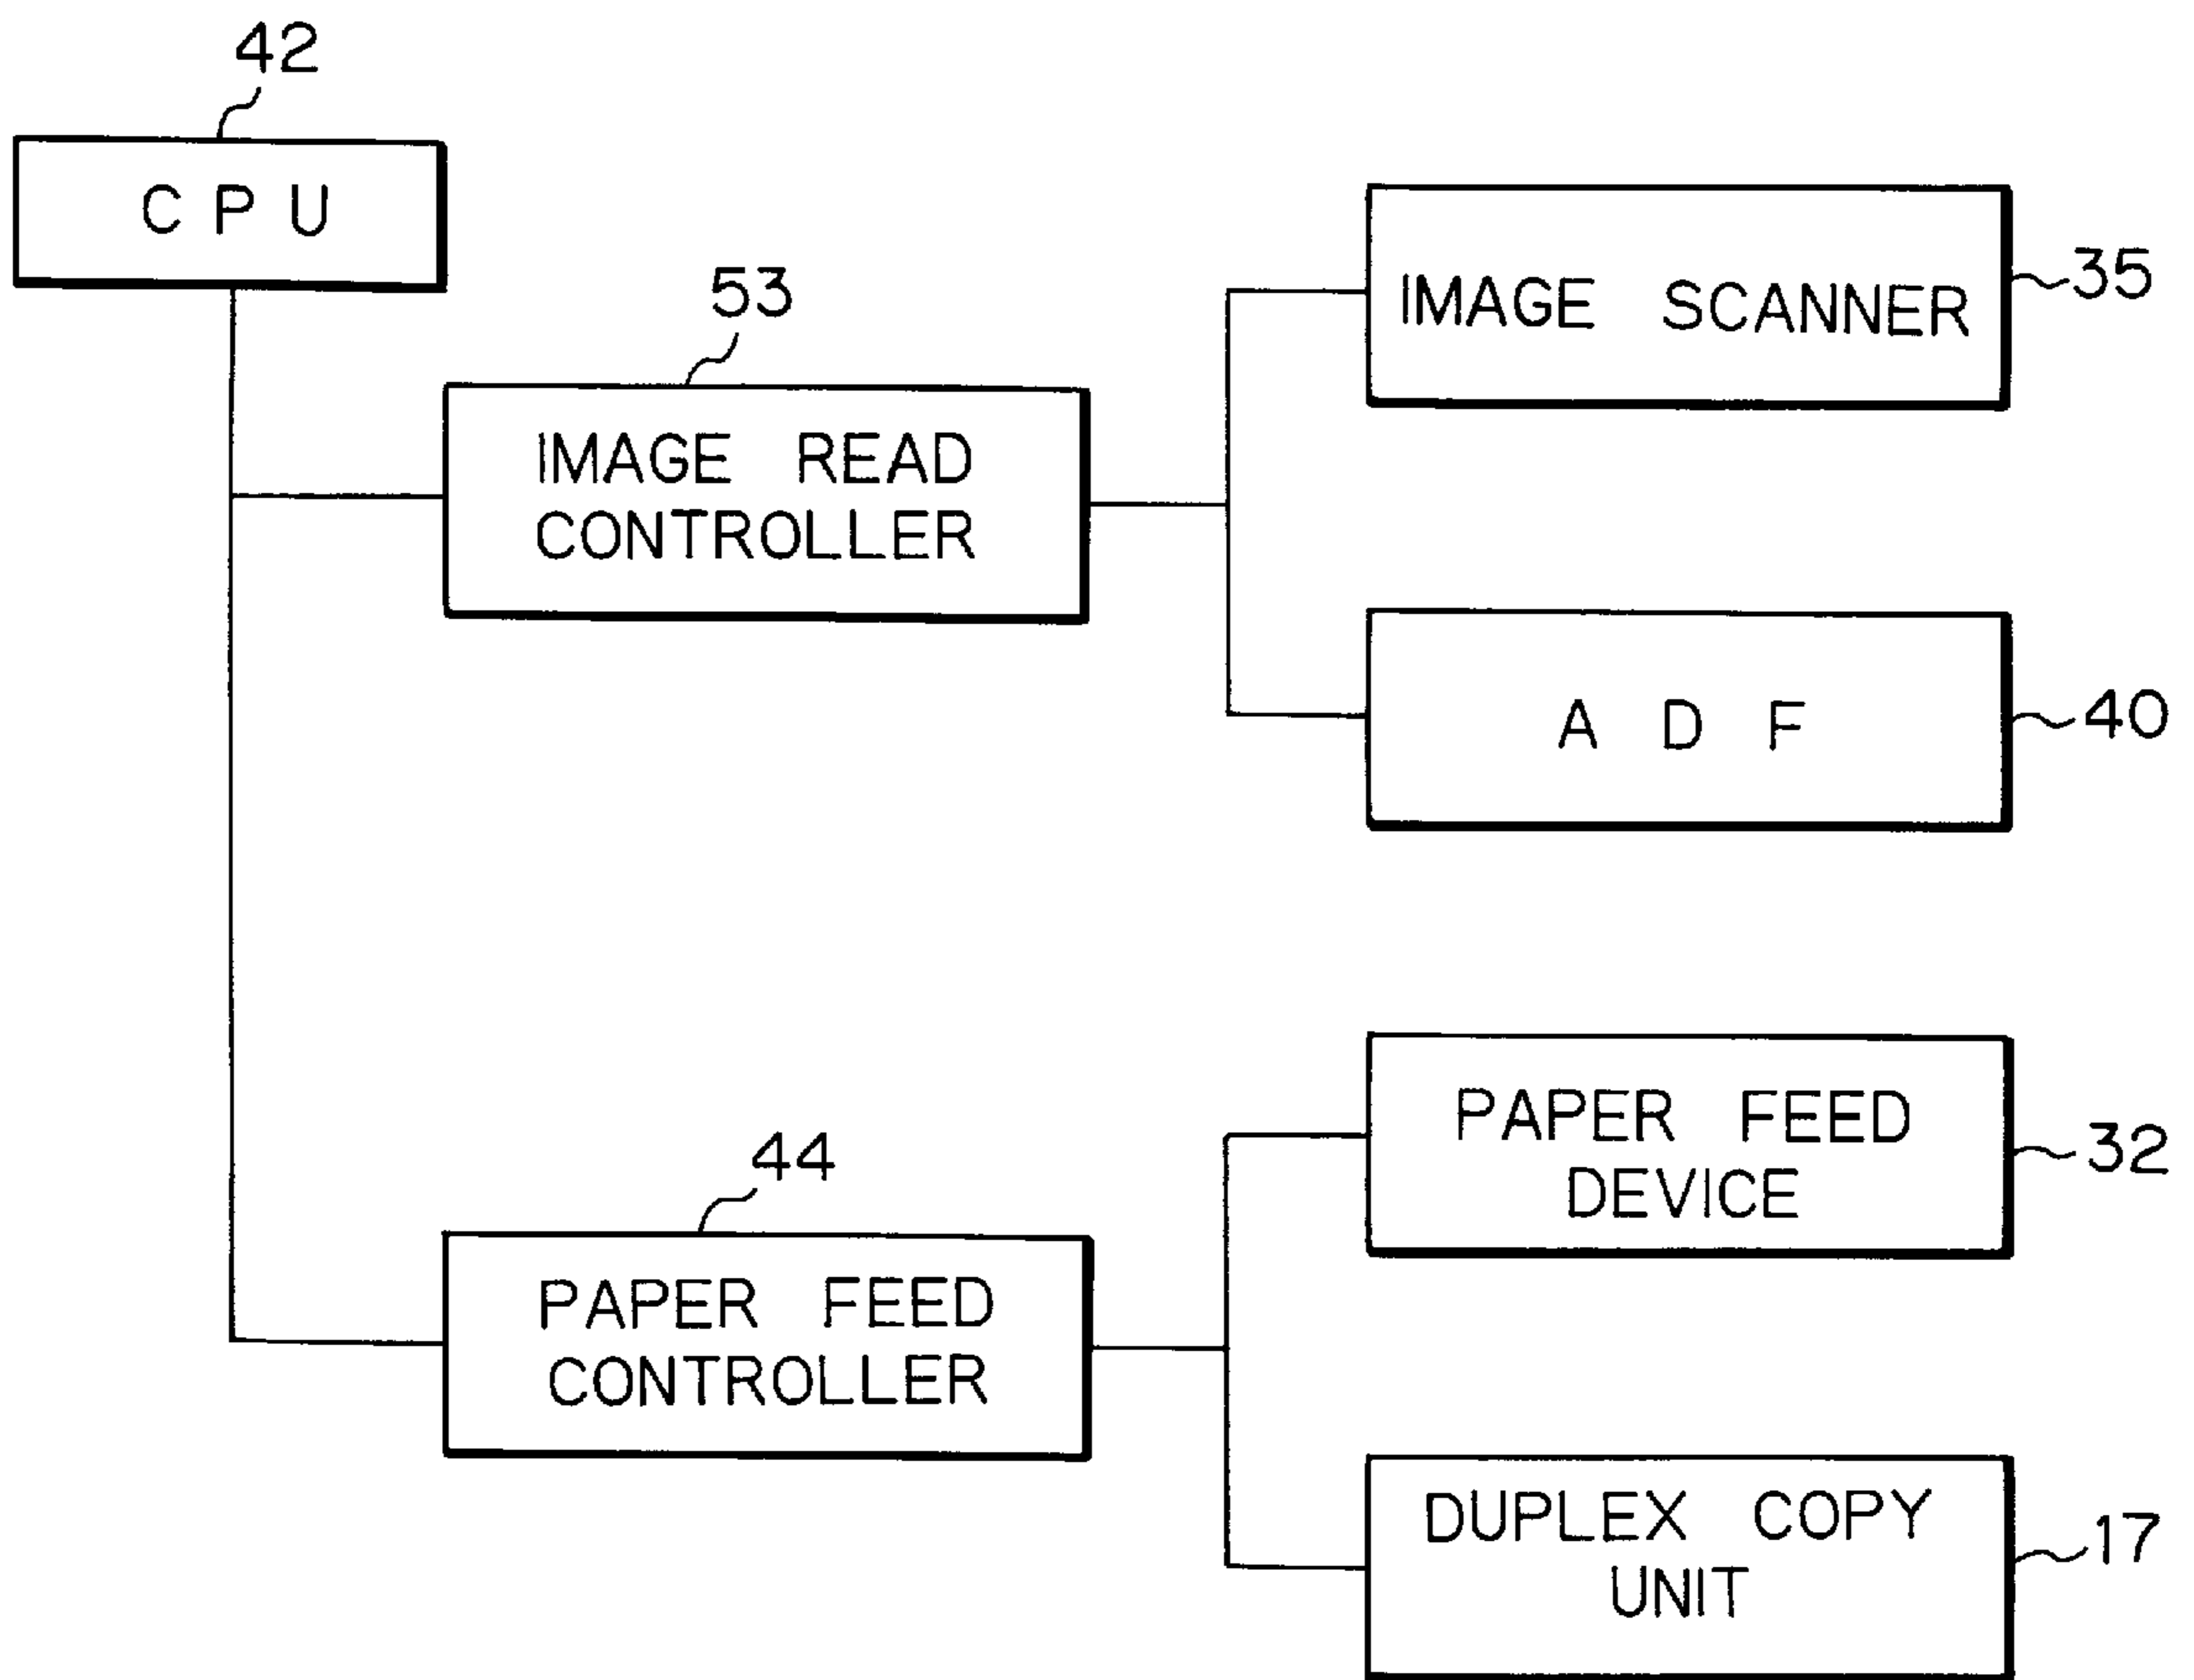 42
C P U
53
IMAGE READ
CONTROLLER
IMAGE SCANNER
35
A D F
40
44
PAPER FEED
CONTROLLER
PAPER FEED
DEVICE
32
DUPLEX COPY
UNIT
17